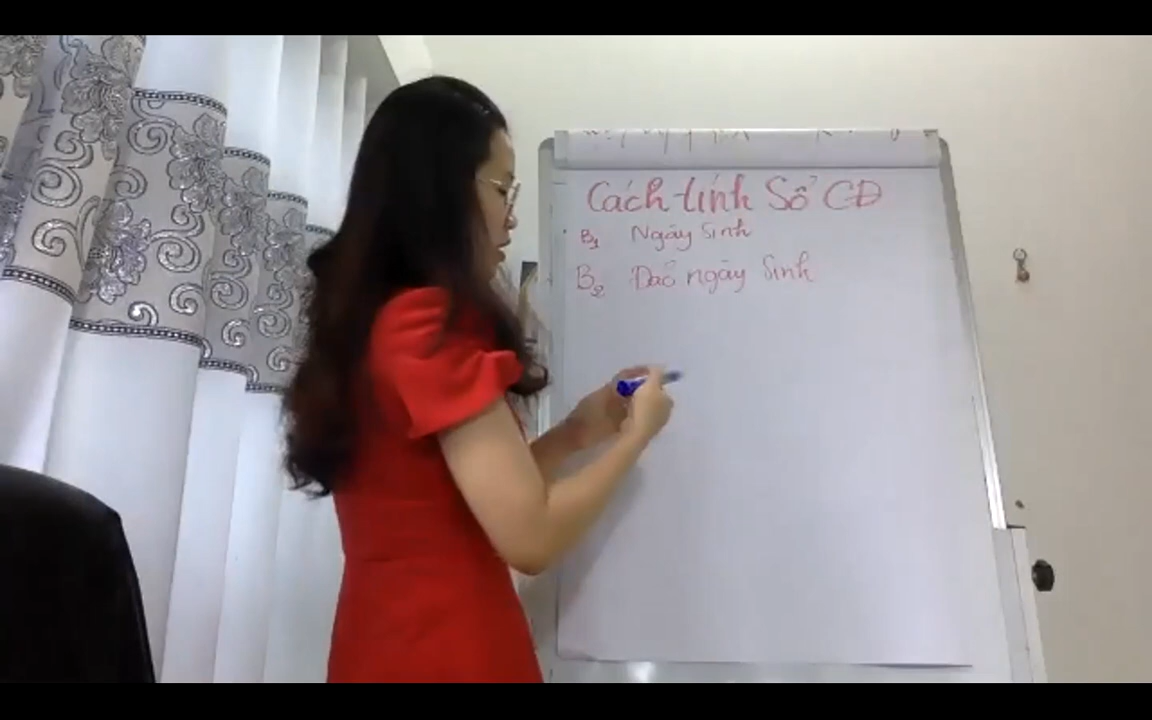 Cách tính Số CĐ
B1 Ngày sinh
B2 Đảo ngày sinh